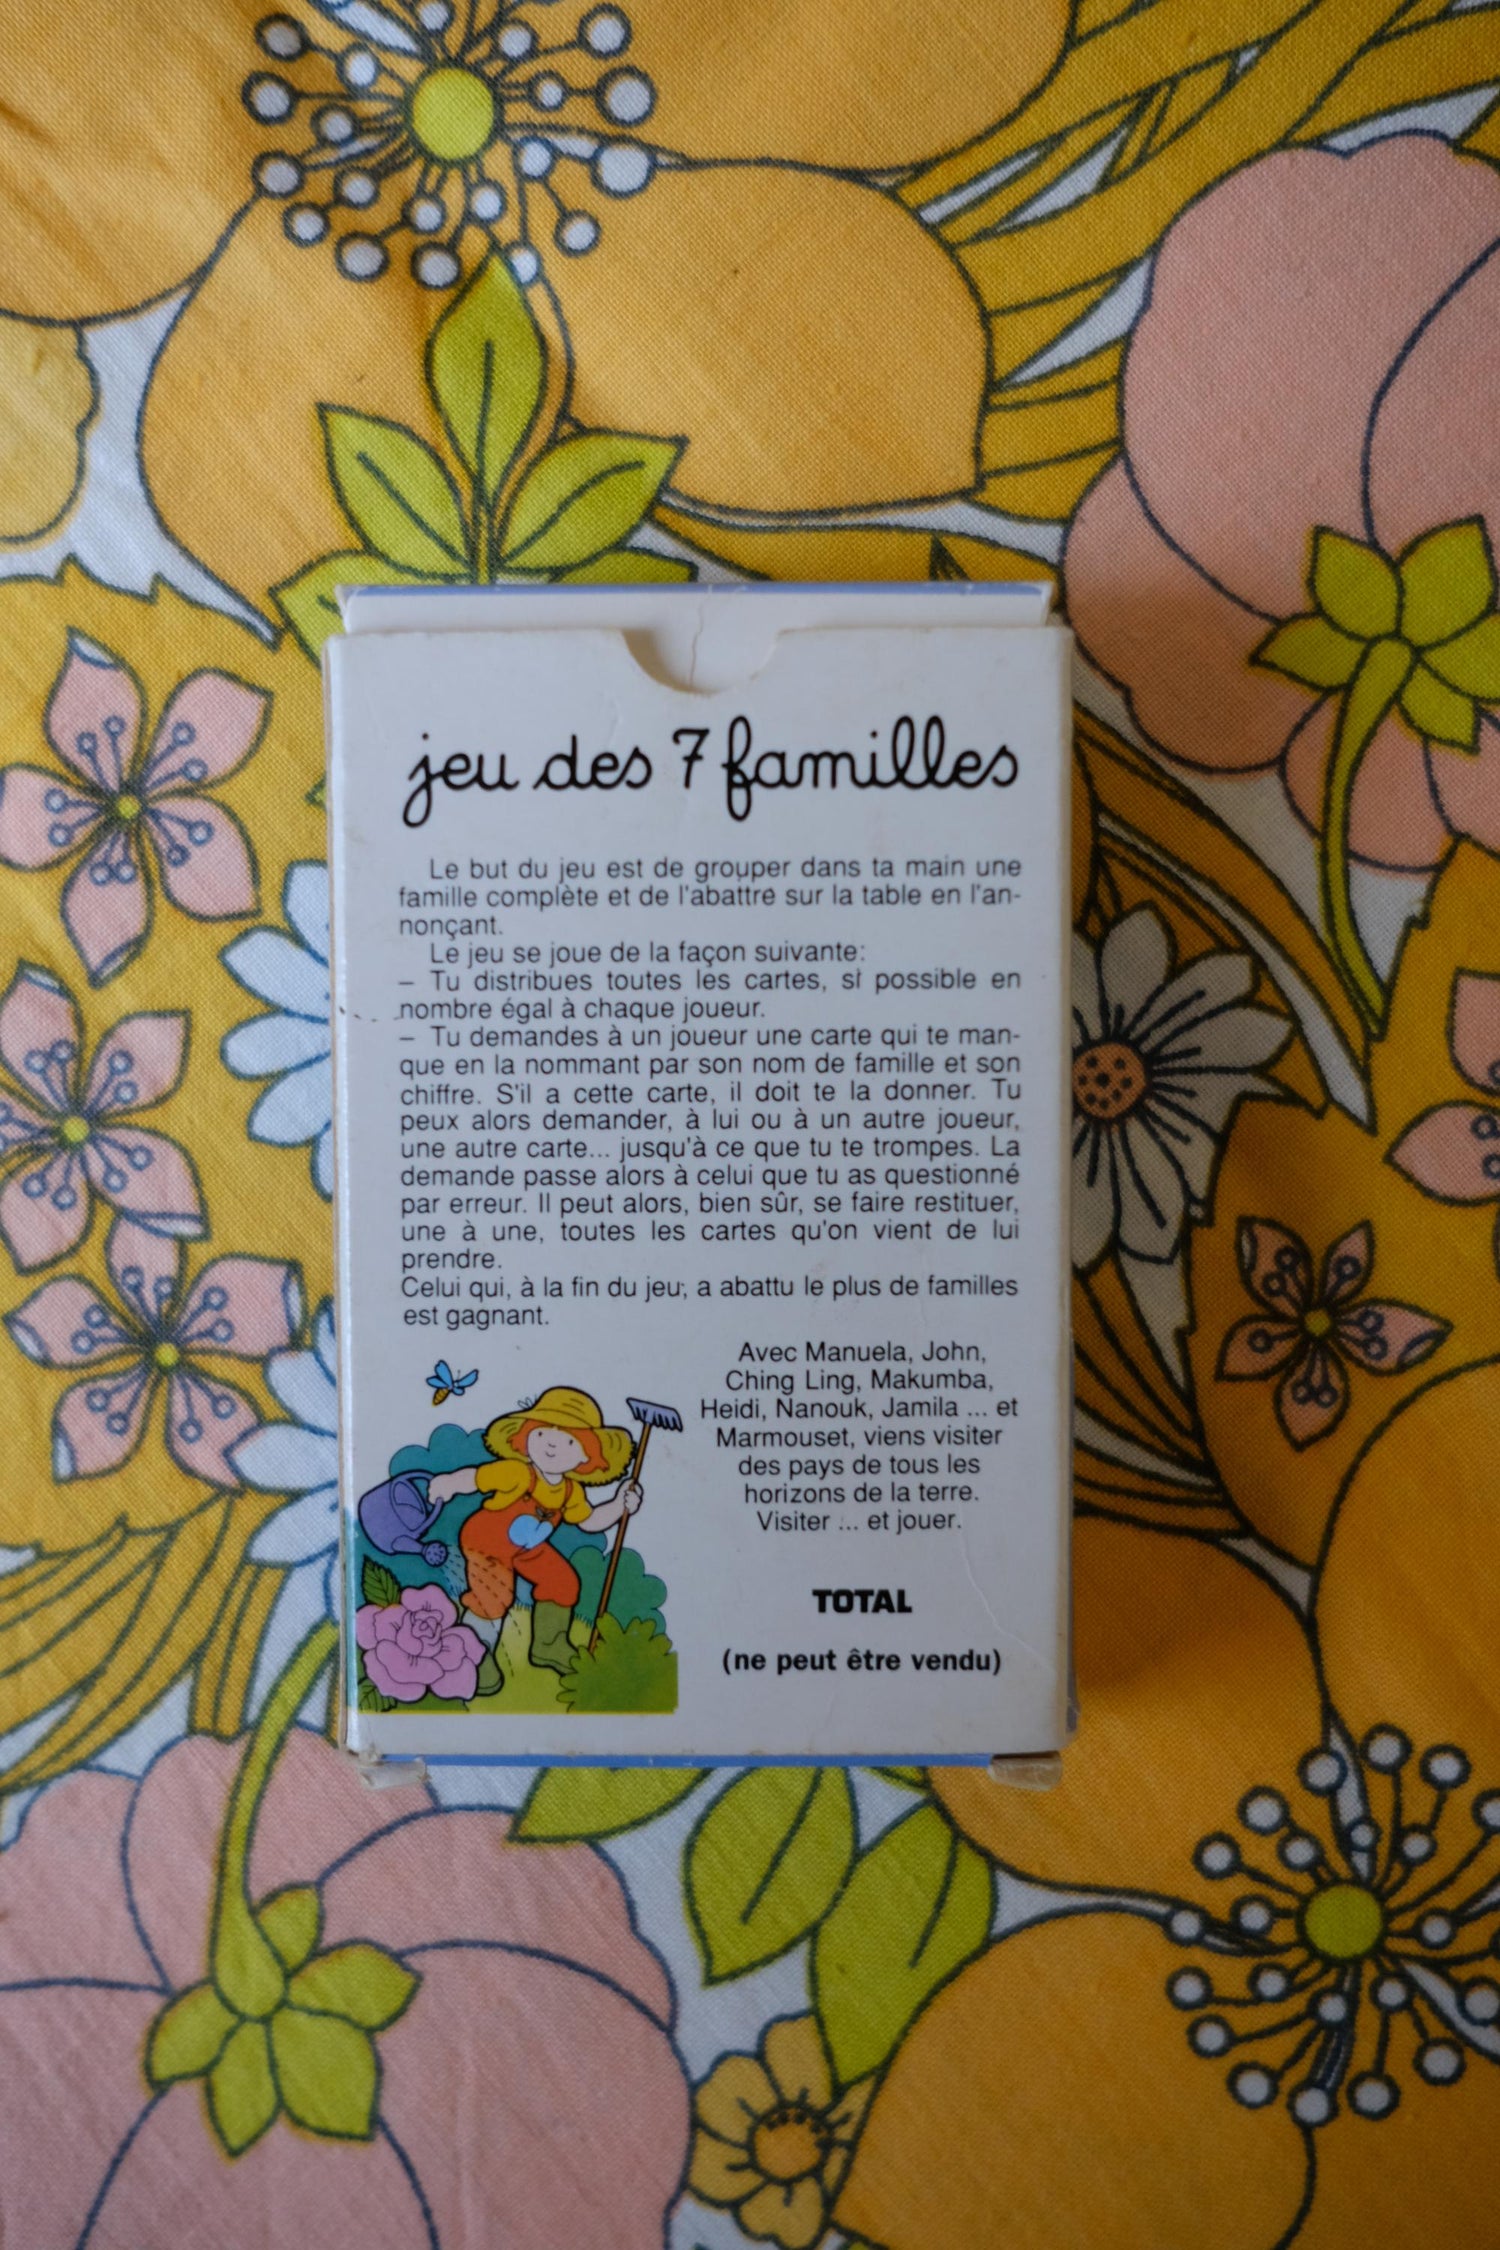 jeu des 7 familles
Le but du jeu est de grouper dans ta main une
famille complète et de l'abattre sur la table en l'an-
nonçant.
Le jeu se joue de la façon suivante:
– Tu distribues toutes les cartes, si possible en
nombre égal à chaque joueur.
– Tu demandes à un joueur une carte qui te man-
que en la nommant par son nom de famille et son
chiffre. S'il a cette carte, il doit te la donner. Tu
peux alors demander, à lui ou à un autre joueur,
une autre carte... jusqu'à ce que tu te trompes. La
demande passe alors à celui que tu as questionné
par erreur. Il peut alors, bien sûr, se faire restituer,
une à une, toutes les cartes qu'on vient de lui
prendre.
Celui qui, à la fin du jeu, a abattu le plus de familles
est gagnant.
Avec Manuela, John,
Ching Ling, Makumba,
Heidi, Nanouk, Jamila ... et
Marmouset, viens visiter
des pays de tous les
horizons de la terre.
Visiter ... et jouer.
TOTAL
(ne peut être vendu)